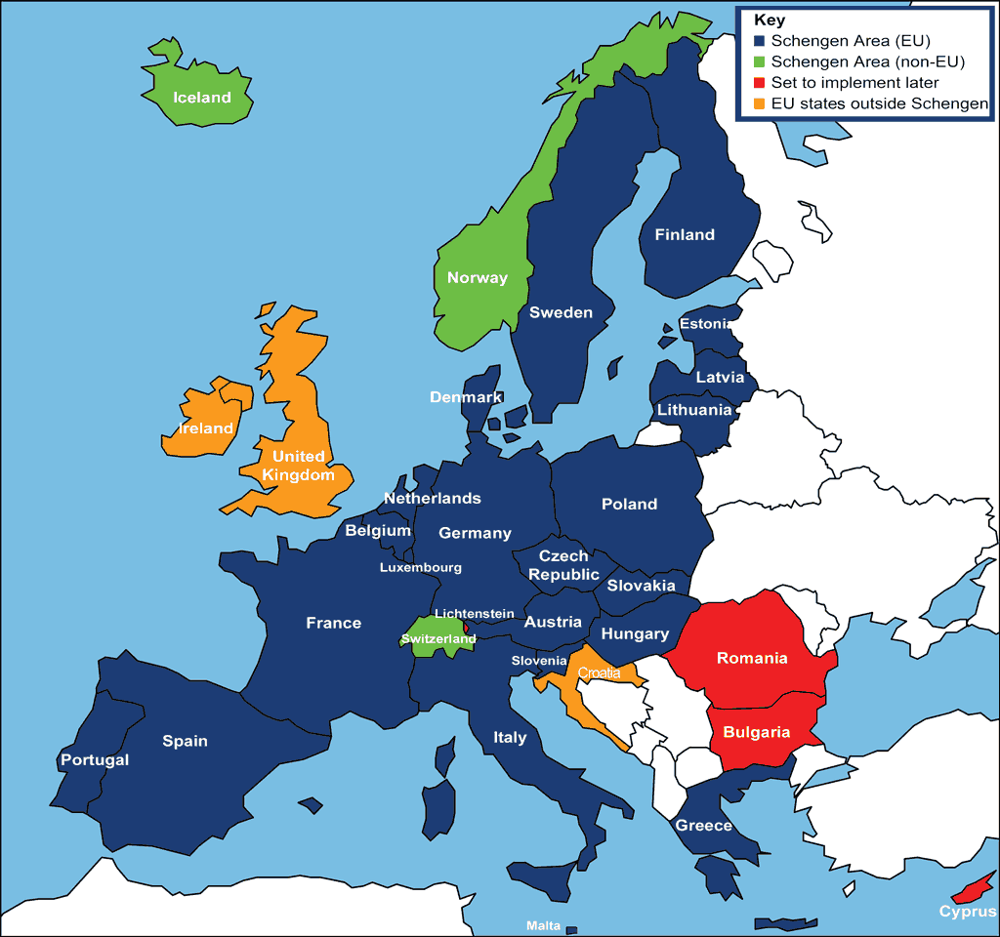 Key
Schengen Area (EU)
Schengen Area (non-EU)
Set to implement later
EU states outside Schengen
Iceland
Finland
Norway
Sweden
Estonia
Latvia
Denmark
Lithuania
Ireland
United
Kingdom
Netherlands
Poland
Belgium
Germany
Czech
Republic
Luxembourg
Slovakia
Lichtenstein
France
Austria
Hungary
Switzerland
Slovenia
Romania
Croatia
Bulgaria
Spain
Italy
Portugal
Greece
Cyprus
Malta